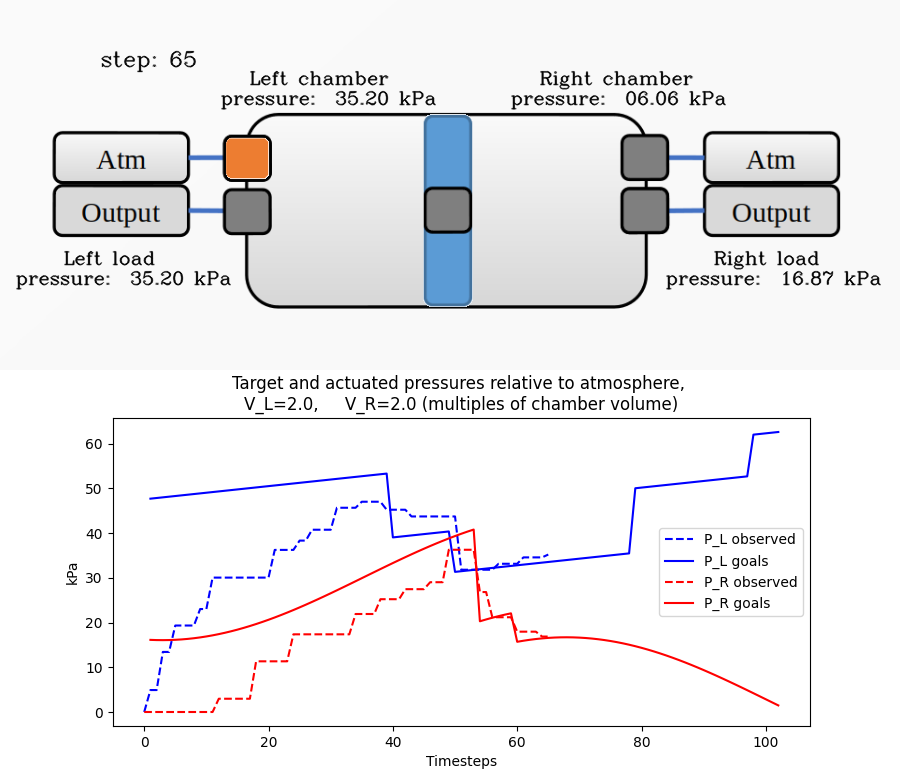 step: 65
Left chamber
pressure: 35.20 kPa
Right chamber
pressure: 06.06 kPa
Atm
Output
Atm
Output
Left load
pressure: 35.20 kPa
Right load
pressure: 16.87 kPa
Target and actuated pressures relative to atmosphere,
V_L=2.0, V_R=2.0 (multiples of chamber volume)
60
50
40
30
20
10
0
kPa
P_L observed
P_L goals
P_R observed
P_R goals
0 20 40 60 80 100
Timesteps